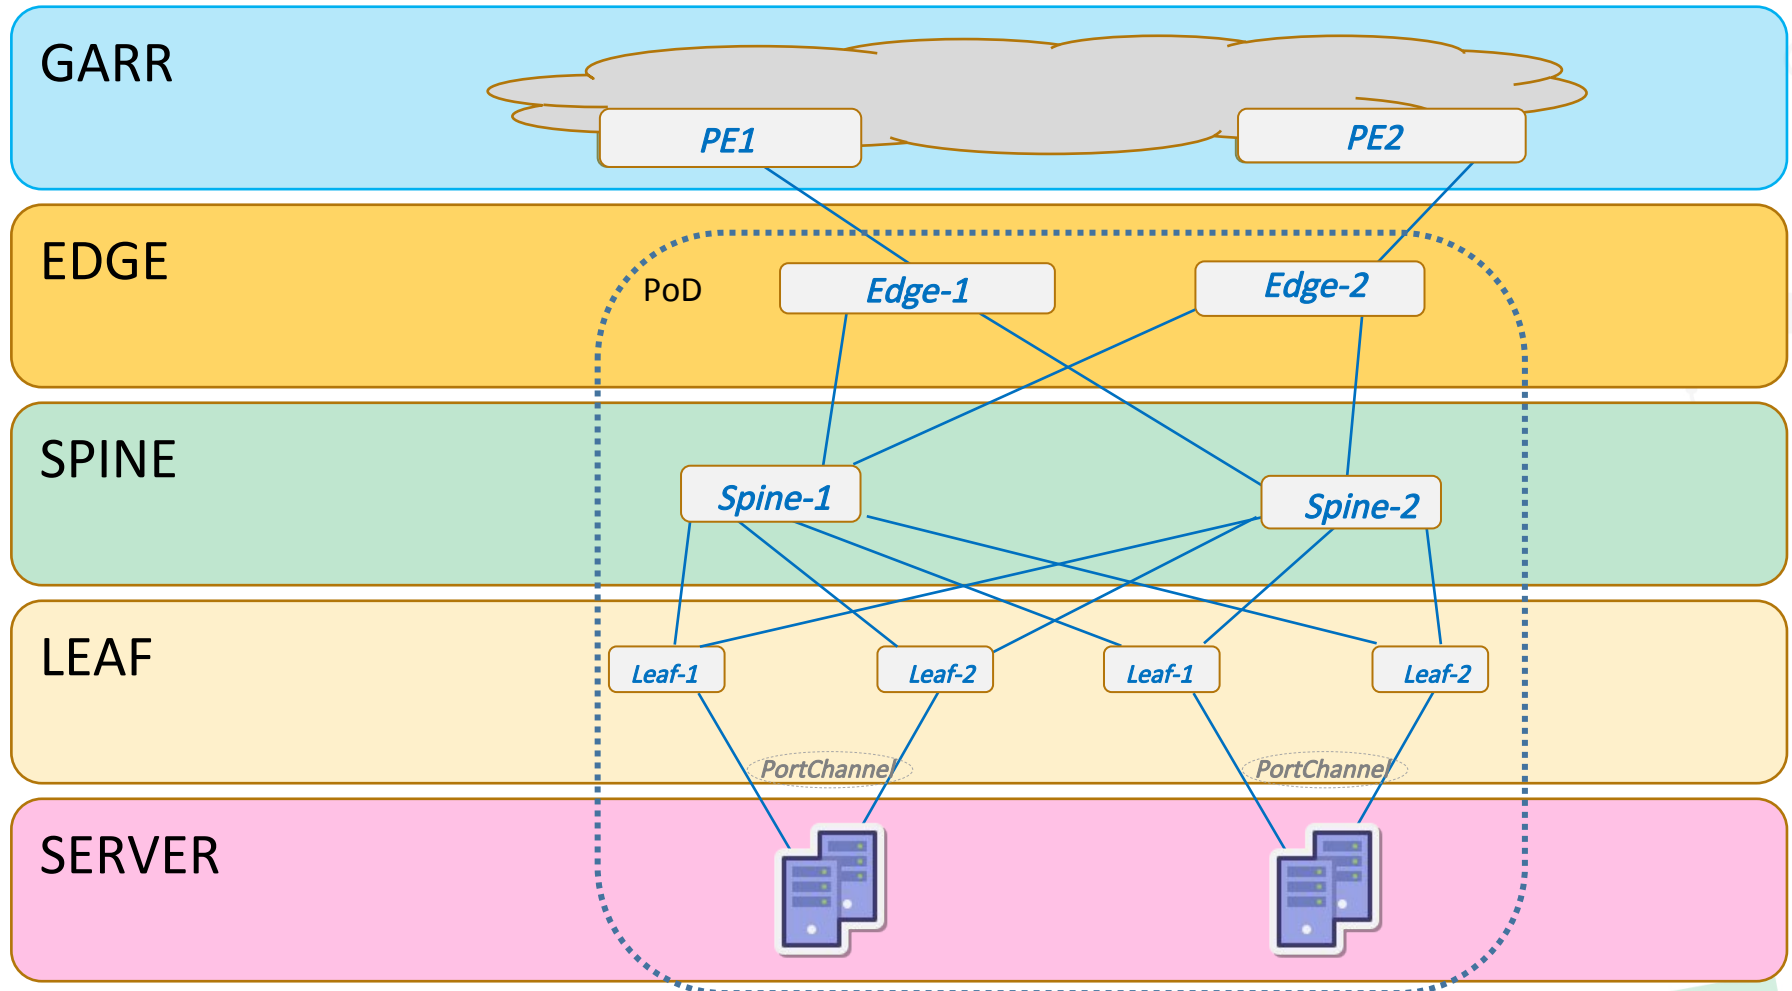 GARR
PE1
PE2
EDGE
PoD
Edge-1
Edge-2
SPINE
Spine-1
Spine-2
LEAF
Leaf-1
Leaf-2
Leaf-1
Leaf-2
PortChannel
PortChannel
SERVER